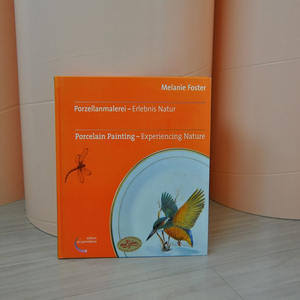 Melanie Foster
Porzellanmalerei – Erlebnis Natur
Porcelain Painting – Experiencing Nature